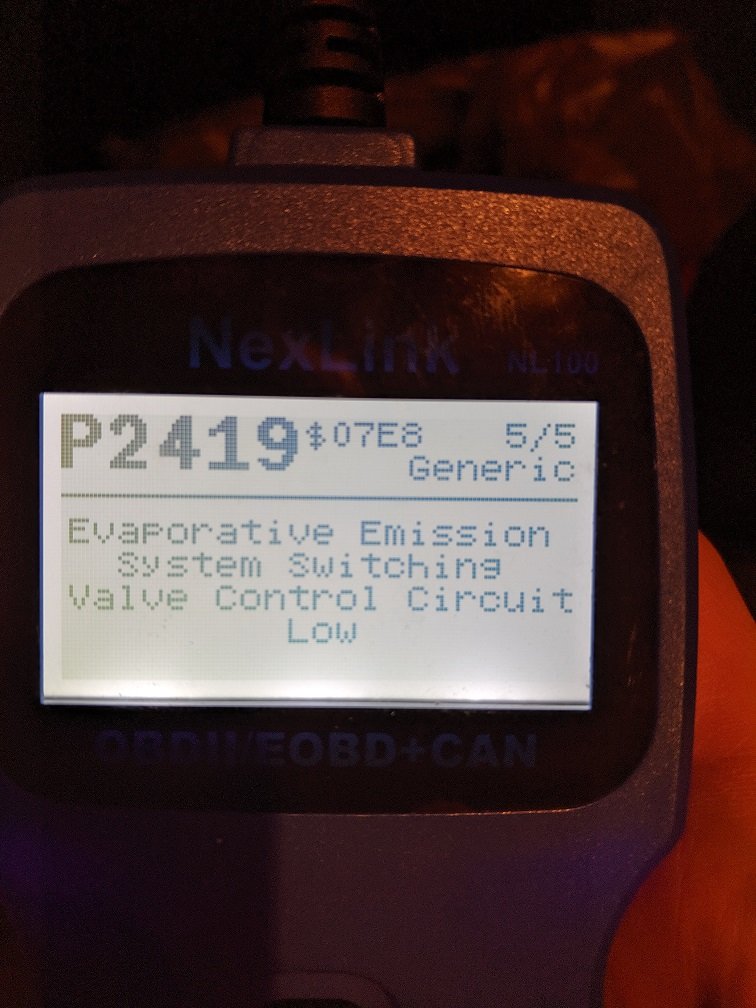 NexLink NL100
P2419 $07E8 5/5
Generic
Evaporative Emission
System Switching
Valve Control Circuit
Low
OBDII/EOBD+CAN